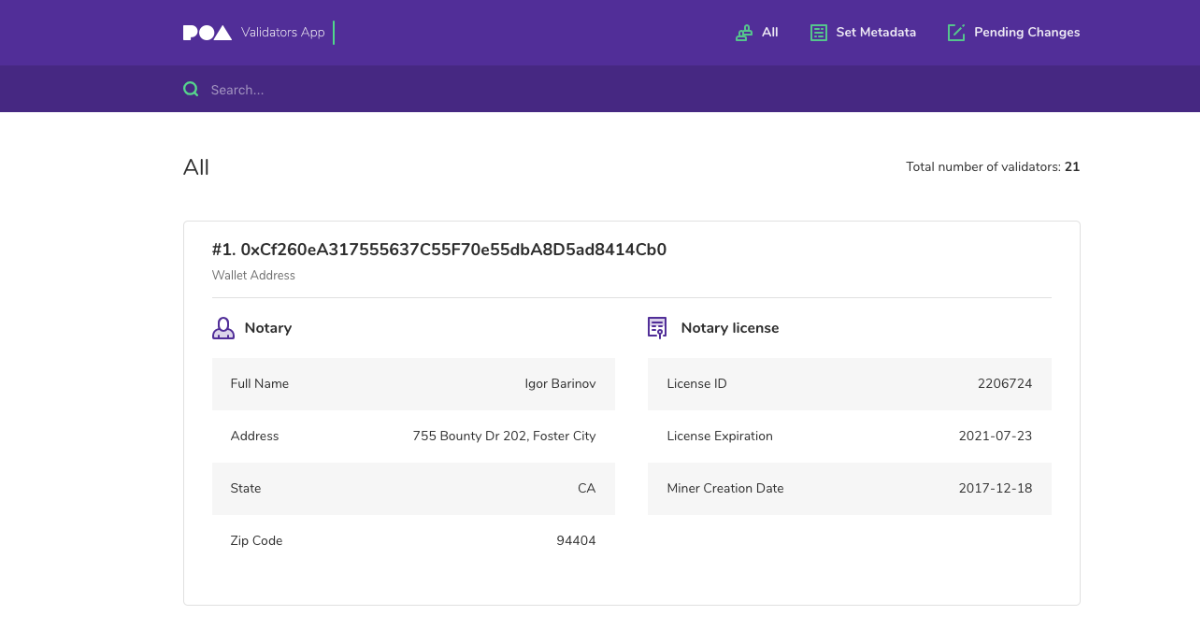 POA Validators App All Set Metadata Pending Changes
Search...
All Total number of validators: 21
#1. 0xCf260eA317555637C55F70e55dbA8D5ad8414Cb0
Wallet Address
Notary Notary license
Full Name Igor Barinov License ID 2206724
Address 755 Bounty Dr 202, Foster City License Expiration 2021-07-23
State CA Miner Creation Date 2017-12-18
Zip Code 94404